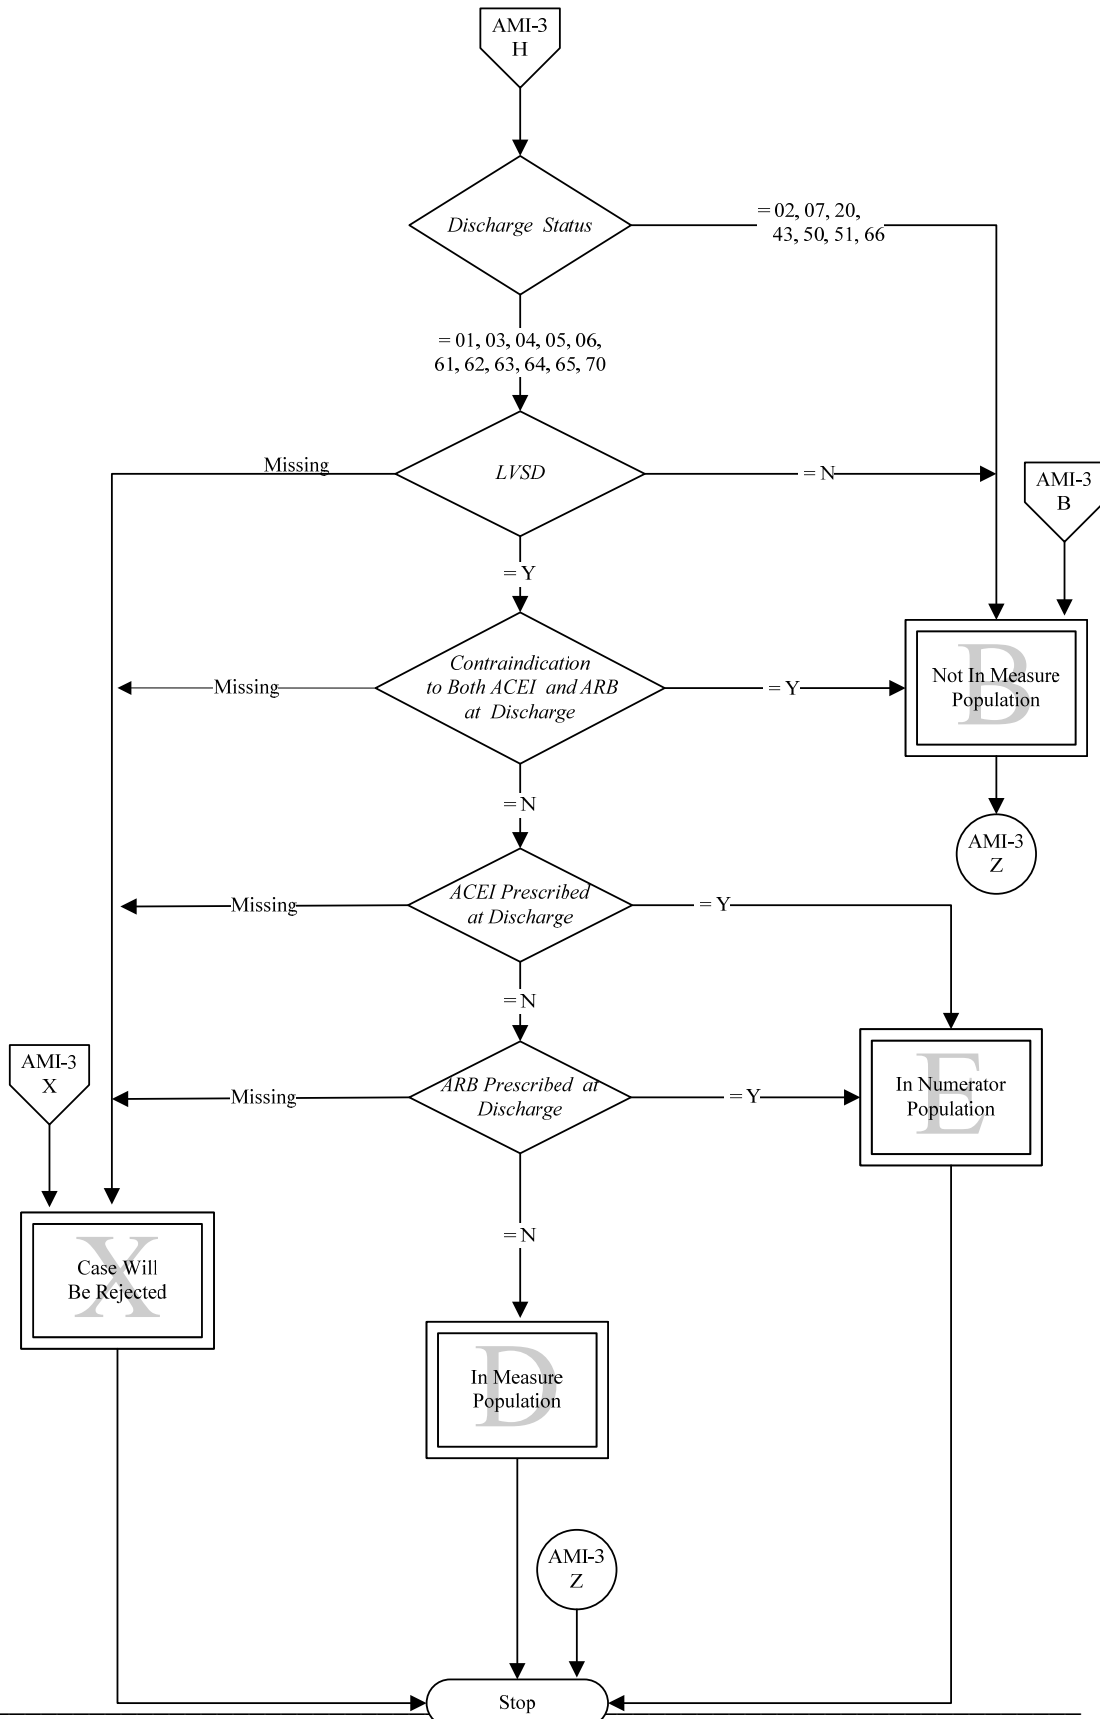 AMI-3
H
Discharge Status
= 02, 07, 20,
43, 50, 51, 66
= 01, 03, 04, 05, 06,
61, 62, 63, 64, 65, 70
Missing
LVSD
= N
AMI-3
B
= Y
Contraindication
to Both ACEI and ARB
at Discharge
Missing
= Y
B
Not In Measure
Population
= N
AMI-3
Z
ACEI Prescribed
at Discharge
Missing
= Y
= N
AMI-3
X
ARB Prescribed at
Discharge
Missing
= Y
E
In Numerator
Population
= N
X
Case Will
Be Rejected
D
In Measure
Population
AMI-3
Z
Stop